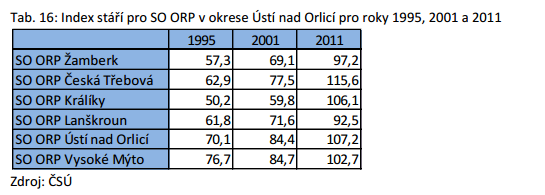 Tab. 16: Index stáří pro SO ORP v okrese Ústí nad Orlicí pro roky 1995, 2001 a 2011
1995 2001 2011
SO ORP Žamberk 57,3 69,1 97,2
SO ORP Česká Třebová 62,9 77,5 115,6
SO ORP Králíky 50,2 59,8 106,1
SO ORP Lanškroun 61,8 71,6 92,5
SO ORP Ústí nad Orlicí 70,1 84,4 107,2
SO ORP Vysoké Mýto 76,7 84,7 102,7
Zdroj: ČSÚ